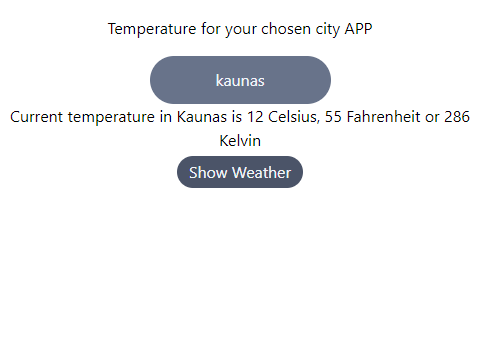 Temperature for your chosen city APP
kaunas
Current temperature in Kaunas is 12 Celsius, 55 Fahrenheit or 286
Kelvin
Show Weather